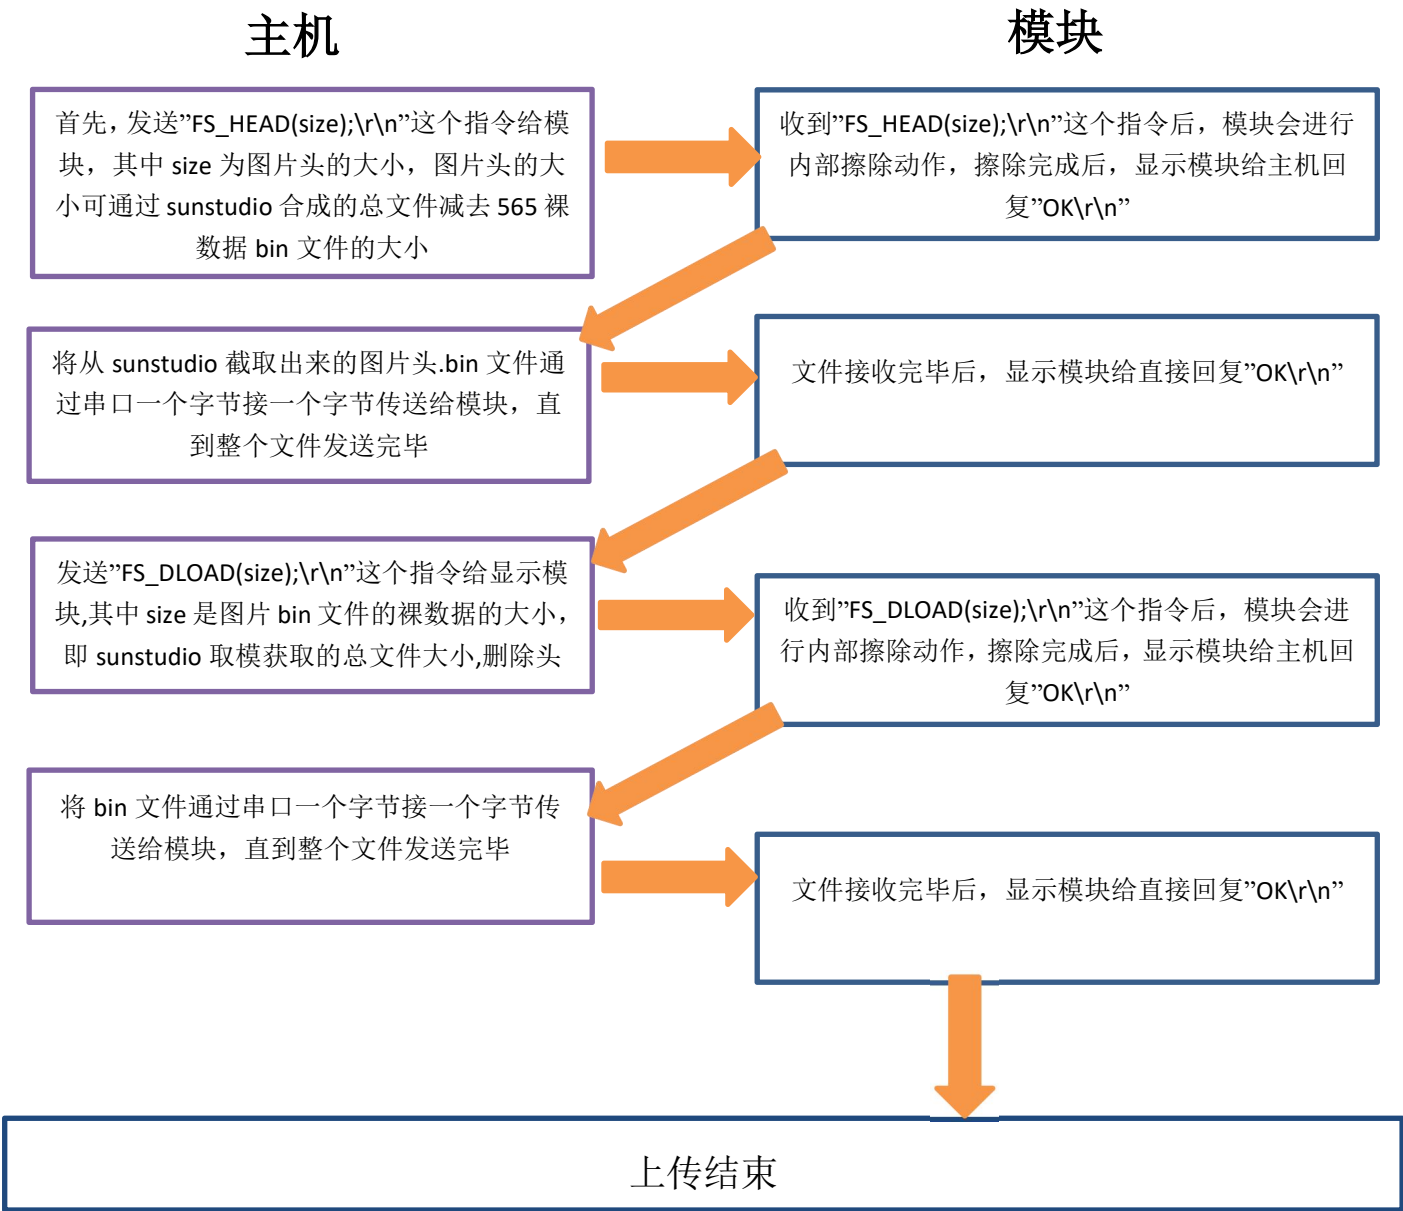 主机
模块
首先，发送”FS_HEAD(size);\r\n”这个指令给模
块，其中 size 为图片头的大小，图片头的大
小可通过 sunstudio 合成的总文件减去 565 裸
数据 bin 文件的大小
收到”FS_HEAD(size);\r\n”这个指令后，模块会进行
内部擦除动作，擦除完成后，显示模块给主机回
复”OK\r\n”
将从 sunstudio 截取出来的图片头.bin 文件通
过串口一个字节接一个字节传送给模块，直
到整个文件发送完毕
文件接收完毕后，显示模块给直接回复”OK\r\n”
发送”FS_DLOAD(size);\r\n”这个指令给显示模
块,其中 size 是图片 bin 文件的裸数据的大小，
即 sunstudio 取模获取的总文件大小,删除头
收到”FS_DLOAD(size);\r\n”这个指令后，模块会进
行内部擦除动作，擦除完成后，显示模块给主机回
复”OK\r\n”
将 bin 文件通过串口一个字节接一个字节传
送给模块，直到整个文件发送完毕
文件接收完毕后，显示模块给直接回复”OK\r\n”
上传结束